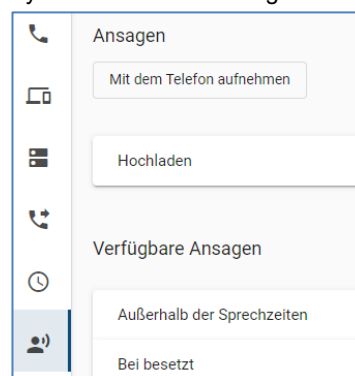 Ansagen
Mit dem Telefon aufnehmen
Hochladen
Verfügbare Ansagen
Außerhalb der Sprechzeiten
Bei besetzt